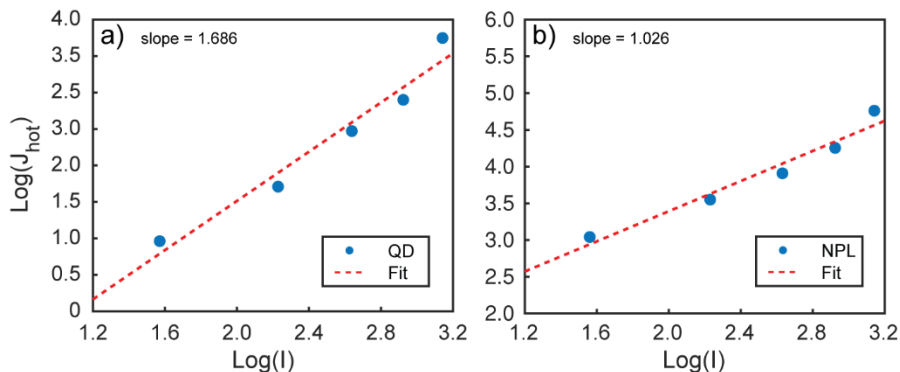 a)
slope = 1.686
4.0
3.5
2.5
3.0
2.0
1.5
1.0
0.5
0
Log(J_hot)
QD
Fit
1.2 1.6 2.0 2.4 2.8 3.2
Log(I)
b)
slope = 1.026
6.0
5.5
5.0
4.5
4.0
3.5
3.0
2.5
2.0
NPL
Fit
1.2 1.6 2.0 2.4 2.8 3.2
Log(I)